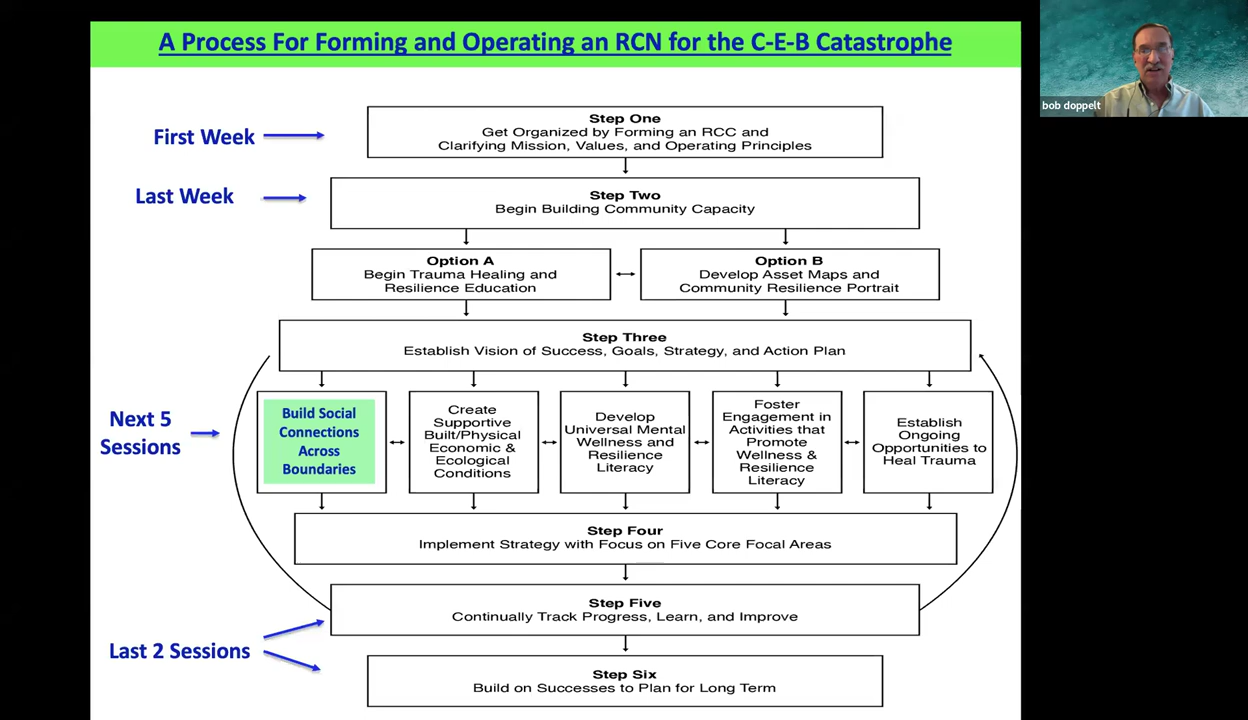 A Process For Forming and Operating an RCN for the C-E-B Catastrophe
bob doppelt
First Week
Step One
Get Organized by Forming an RCC and
Clarifying Mission, Values, and Operating Principles
Last Week
Step Two
Begin Building Community Capacity
Option A
Begin Trauma Healing and
Resilience Education
Option B
Develop Asset Maps and
Community Resilience Portrait
Step Three
Establish Vision of Success, Goals, Strategy, and Action Plan
Next 5
Sessions
Build Social
Connections
Across
Boundaries
Create
Supportive
Built/Physical
Economic &
Ecological
Conditions
Develop
Universal Mental
Wellness and
Resilience
Literacy
Foster
Engagement in
Activities that
Promote
Wellness &
Resilience
Literacy
Establish
Ongoing
Opportunities to
Heal Trauma
Step Four
Implement Strategy with Focus on Five Core Focal Areas
Last 2 Sessions
Step Five
Continually Track Progress, Learn, and Improve
Step Six
Build on Successes to Plan for Long Term